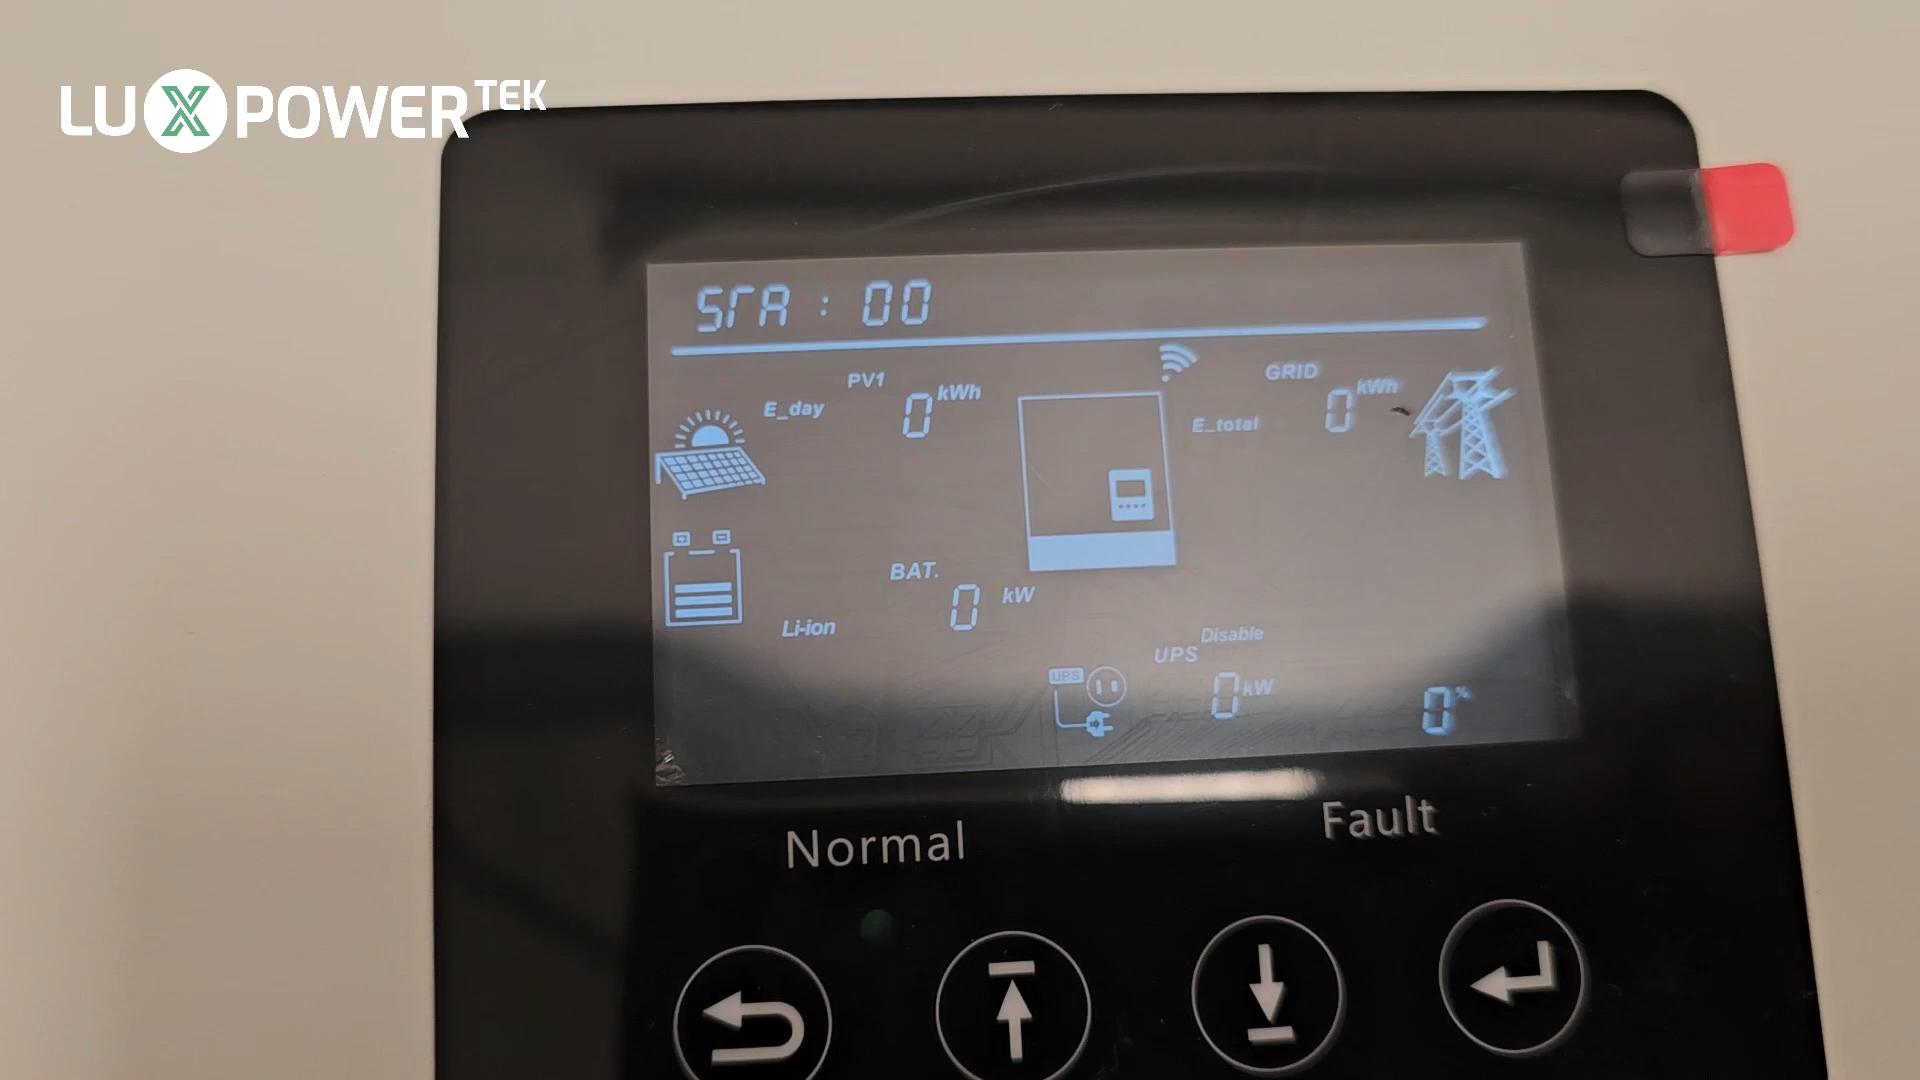 LUXPOWERTEK
STA : 00
PV1
E_day
0 kWh
GRID
E_total
0 kWh
BAT.
Li-ion
0 kW
Disable
UPS
UPS
0 kW
0 %
Normal
Fault